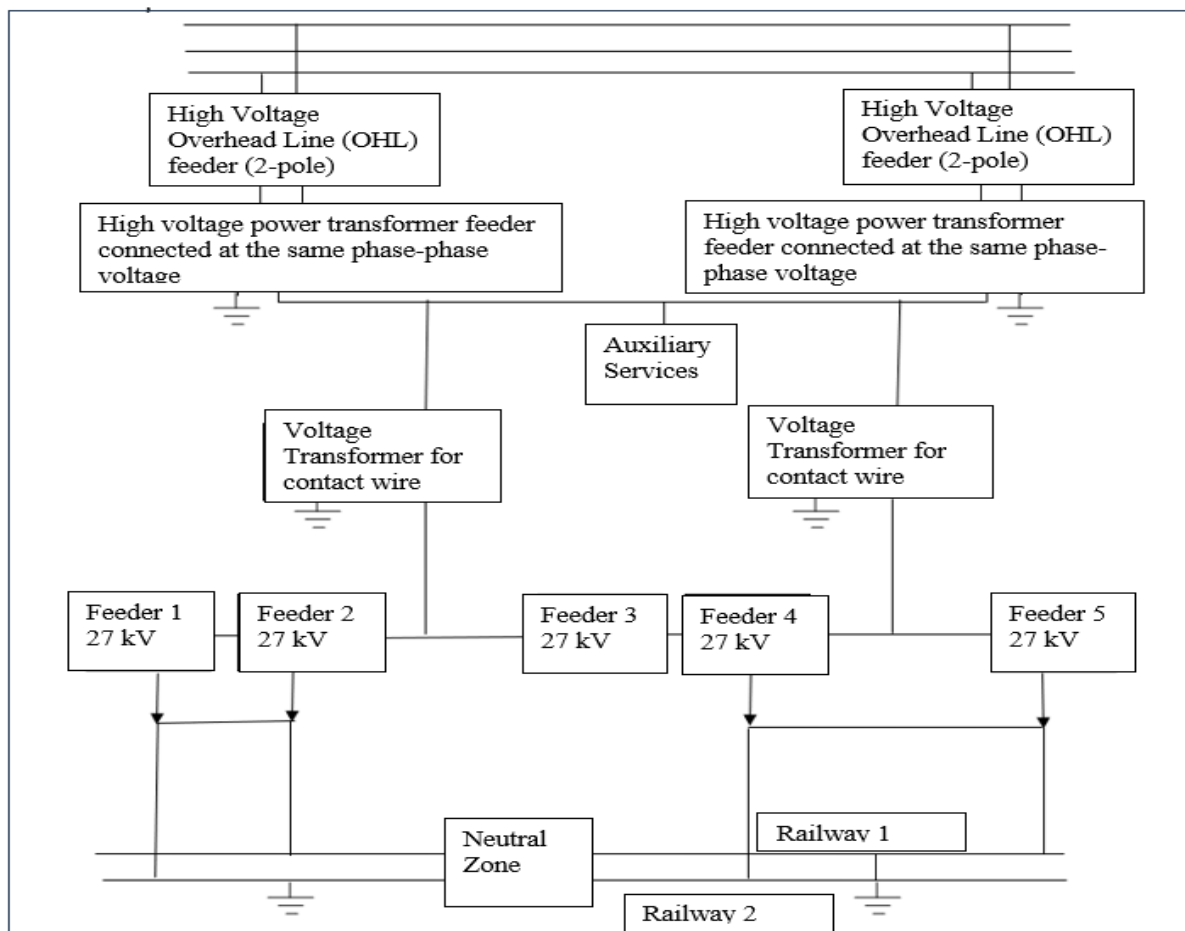 High Voltage
Overhead Line (OHL)
feeder (2-pole)
High Voltage
Overhead Line (OHL)
feeder (2-pole)
High voltage power transformer feeder
connected at the same phase-phase
voltage
High voltage power transformer
feeder connected at the same phase-
phase voltage
Auxiliary
Services
Voltage
Transformer for
contact wire
Voltage
Transformer for
contact wire
Feeder 1
27 kV
Feeder 2
27 kV
Feeder 3
27 kV
Feeder 4
27 kV
Feeder 5
27 kV
Neutral
Zone
Railway 1
Railway 2